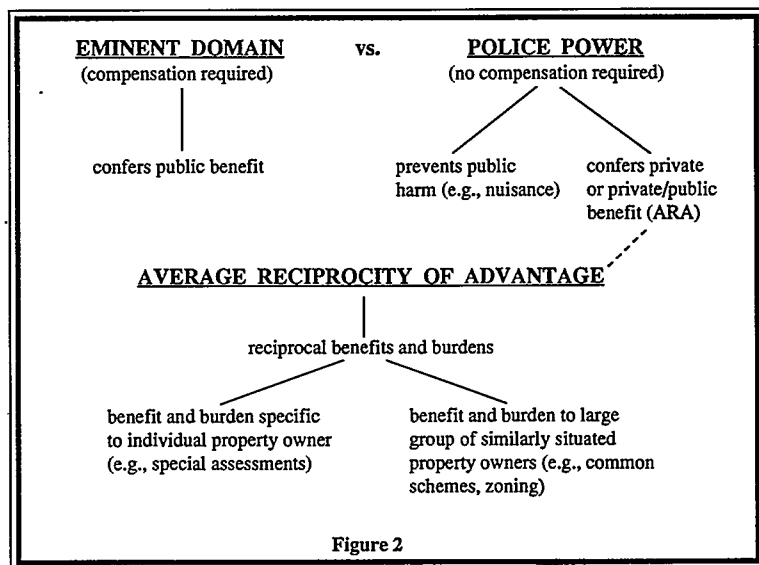 EMINENT DOMAIN vs. POLICE POWER
(compensation required) (no compensation required)
confers public benefit
prevents public
harm (e.g., nuisance)
confers private
or private/public
benefit (ARA)
AVERAGE RECIPROCITY OF ADVANTAGE
reciprocal benefits and burdens
benefit and burden specific
to individual property owner
(e.g., special assessments)
benefit and burden to large
group of similarly situated
property owners (e.g., common
schemes, zoning)
Figure 2